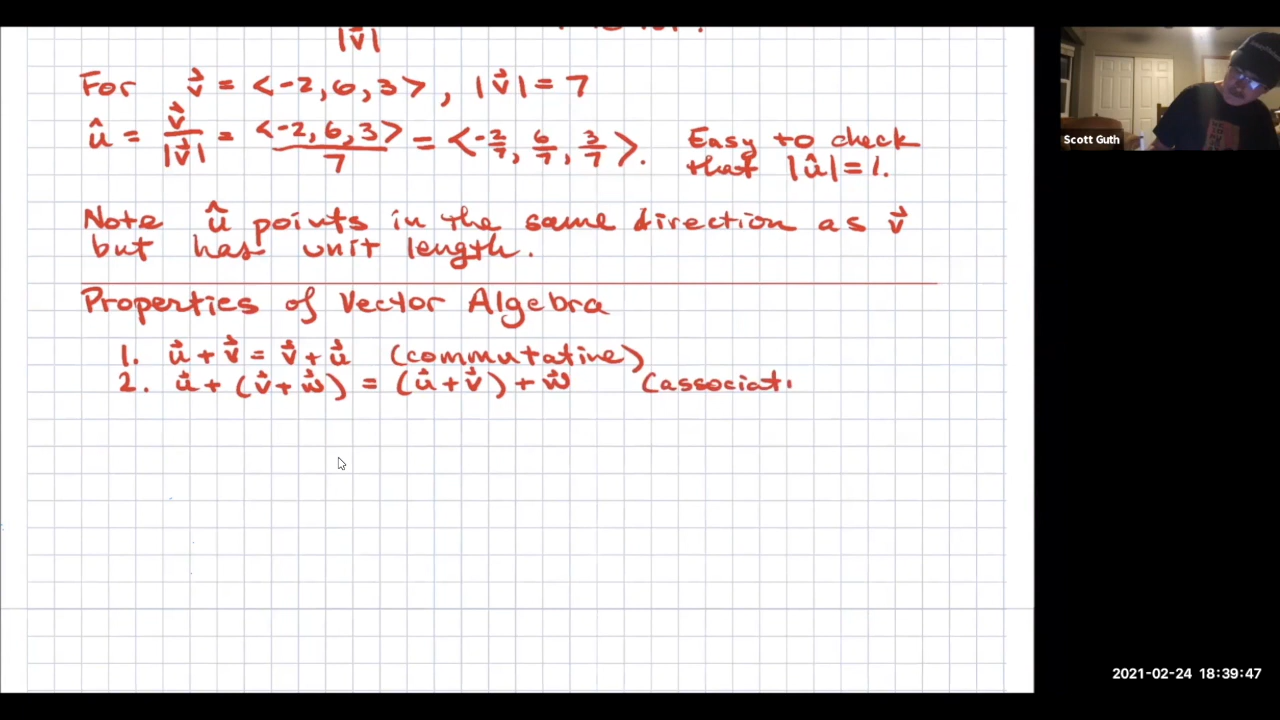 |v⃗|
For v⃗ = <-2, 6, 3>, |v⃗| = 7
û = v⃗/|v⃗| = <-2, 6, 3>/7 = <-2/7, 6/7, 3/7>. Easy to check
that |û| = 1.
Note û points in the same direction as v⃗
but has unit length.
Properties of Vector Algebra
1. u⃗ + v⃗ = v⃗ + u⃗ (commutative)
2. u⃗ + (v⃗ + w⃗) = (u⃗ + v⃗) + w⃗ (associati
Scott Guth
2021-02-24 18:39:47